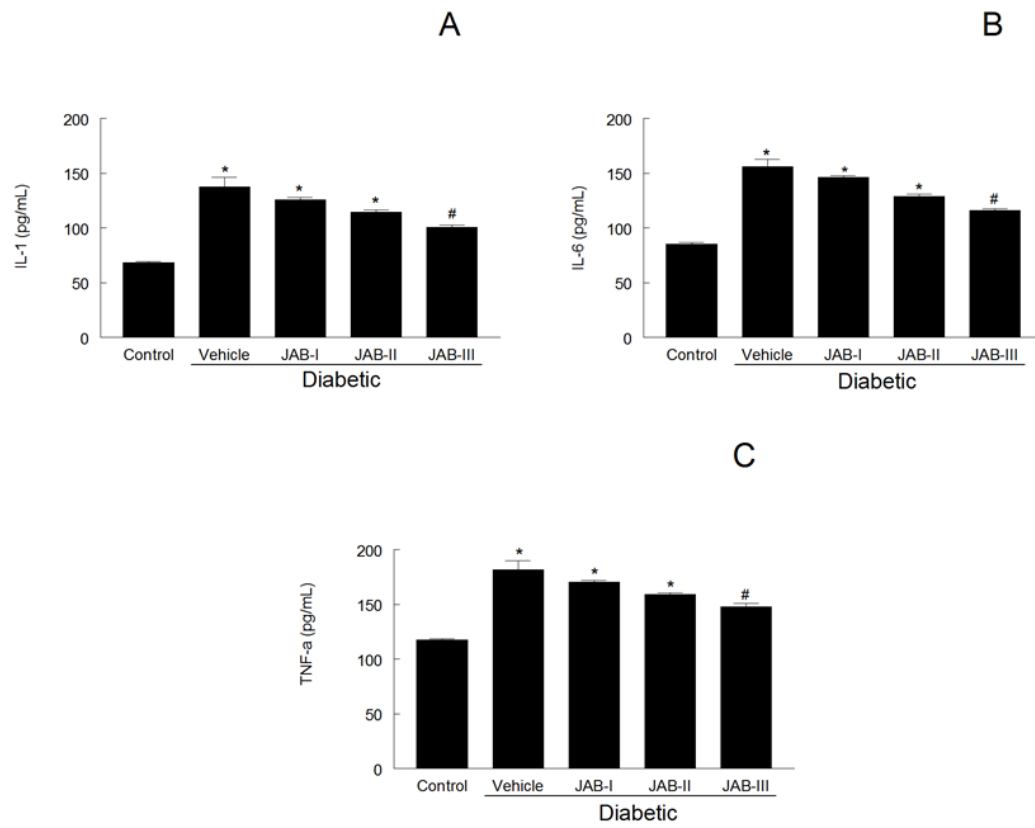 A
200
150
100
50
0
IL-1 (pg/mL)
*
*
*
#
Control Vehicle JAB-I JAB-II JAB-III
Diabetic
B
200
150
100
50
0
IL-6 (pg/mL)
*
*
*
#
Control Vehicle JAB-I JAB-II JAB-III
Diabetic
C
200
150
100
50
0
TNF-a (pg/mL)
*
*
*
#
Control Vehicle JAB-I JAB-II JAB-III
Diabetic